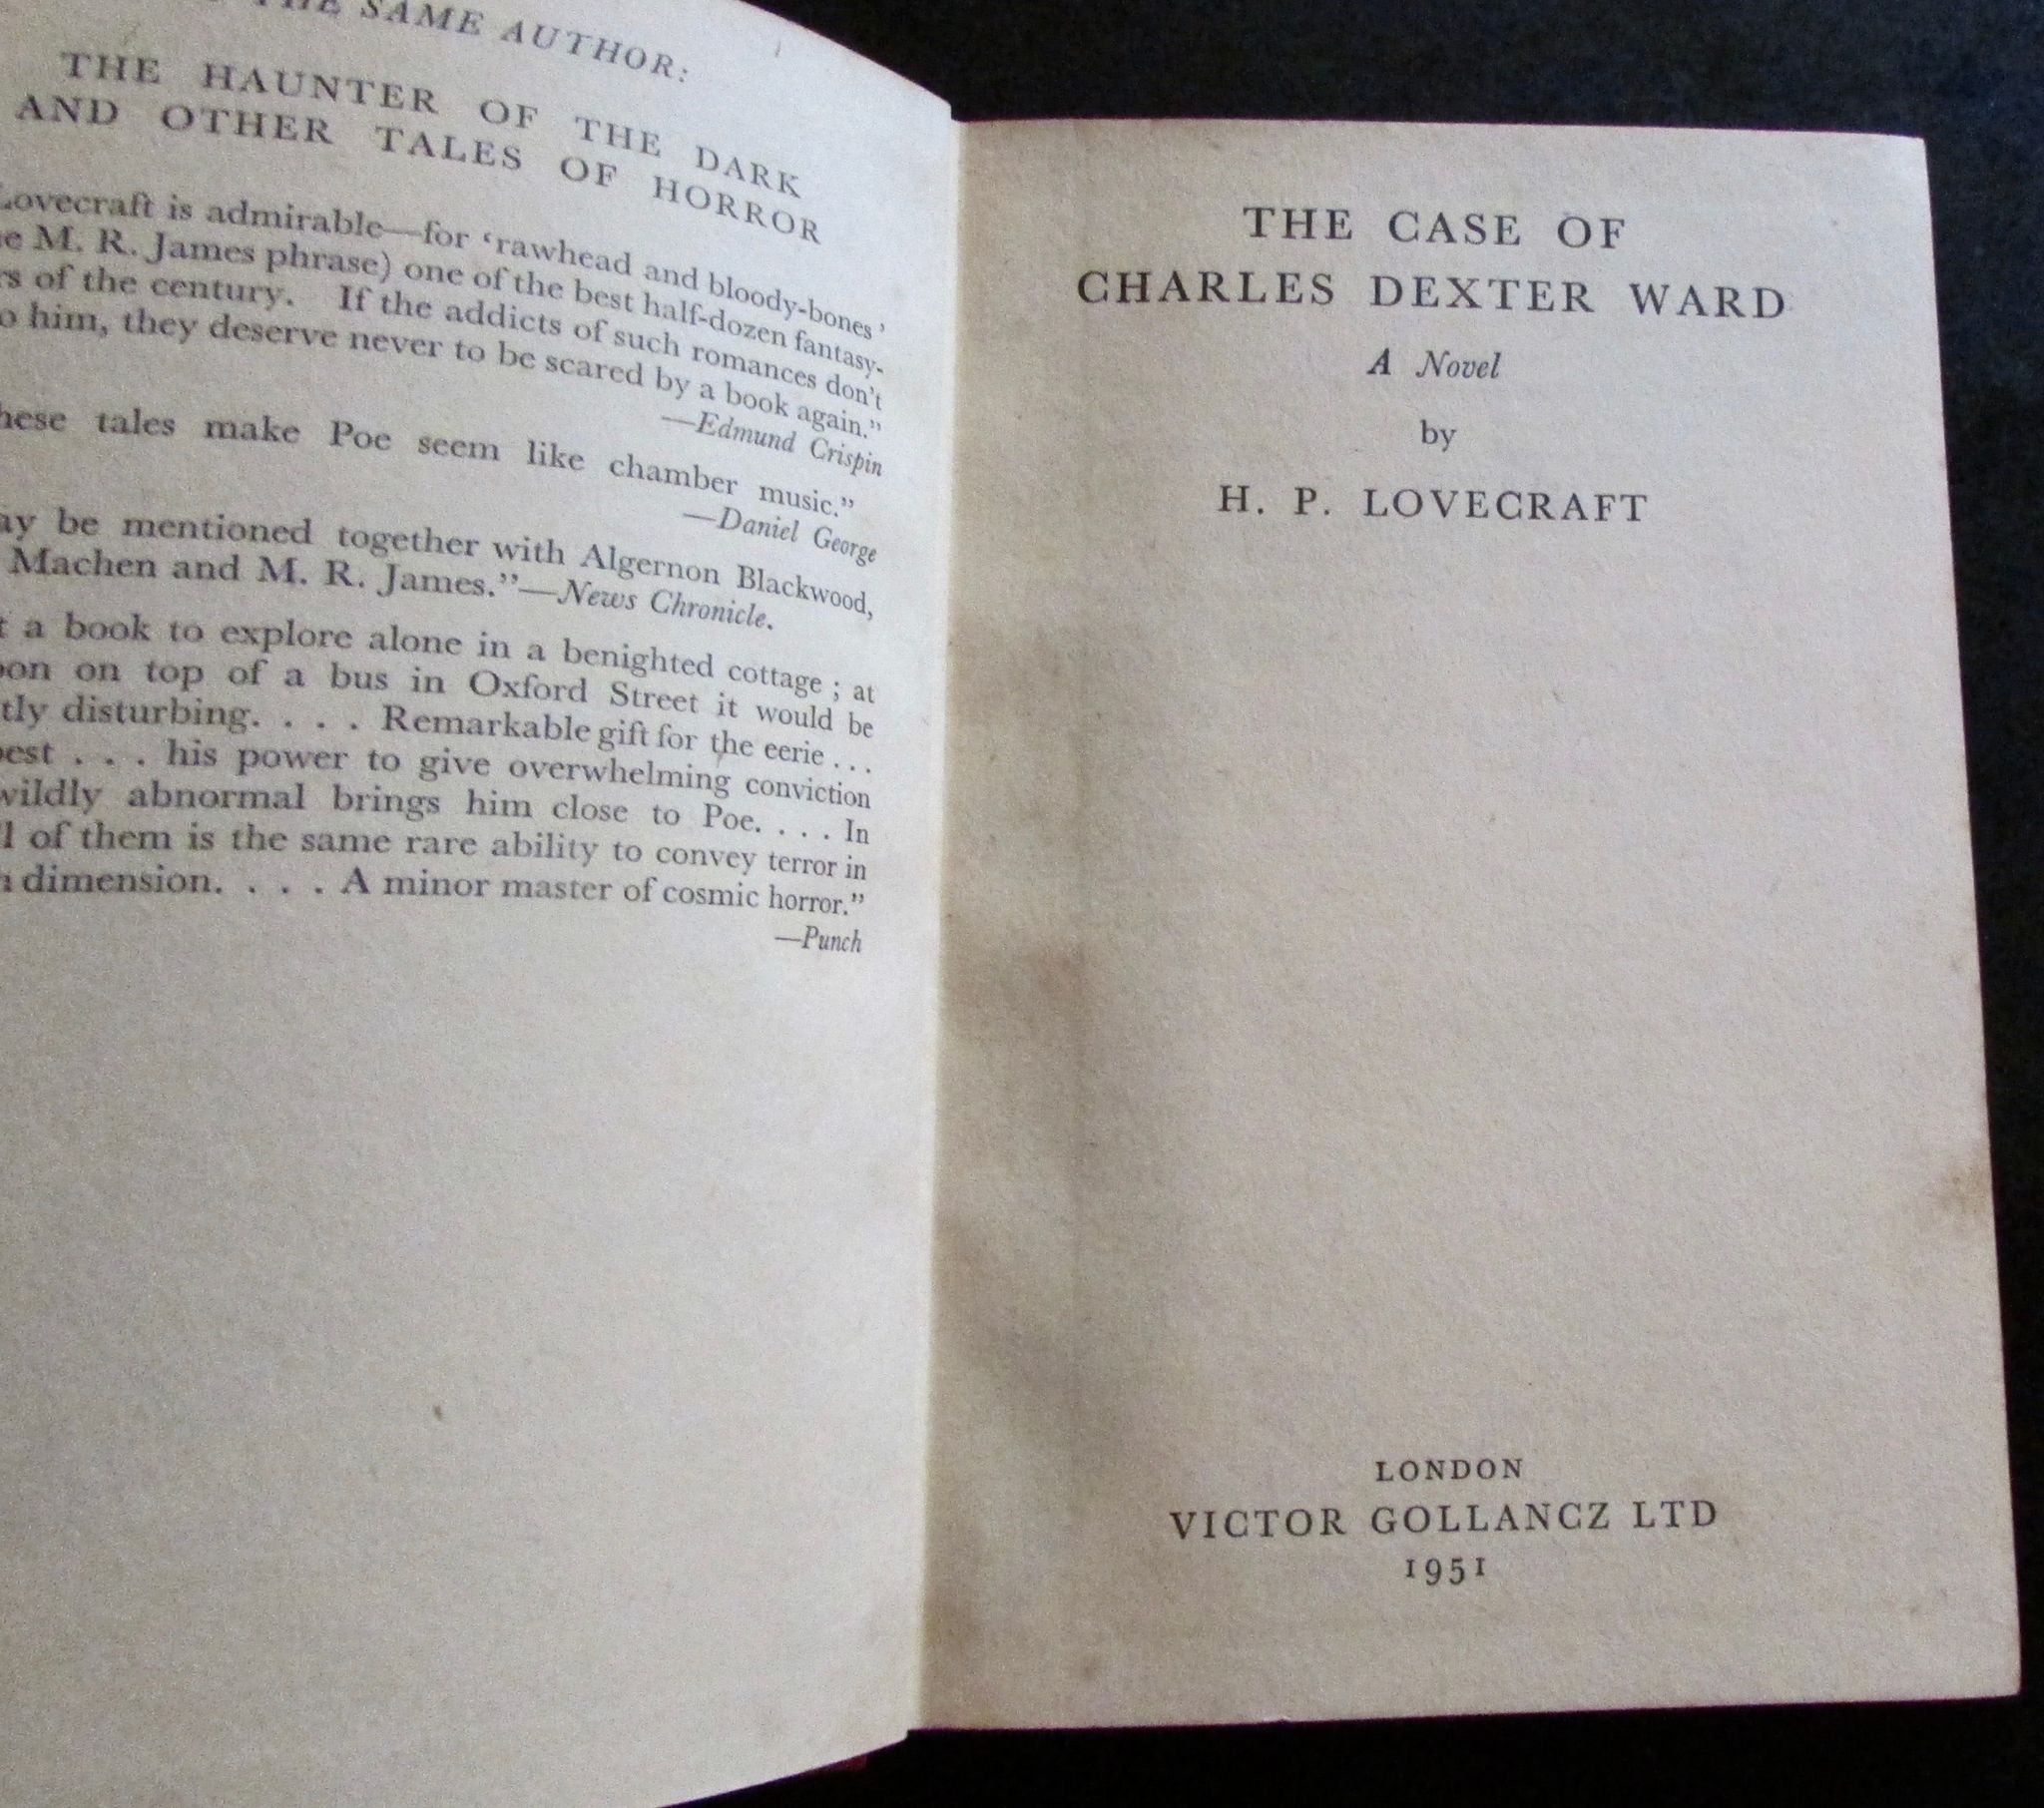 THE SAME AUTHOR:
THE HAUNTER OF THE DARK
AND OTHER TALES OF HORROR
Lovecraft is admirable—for ‘rawhead and bloody-bones’
M. R. James phrase) one of the best half-dozen fantasy-
of the century. If the addicts of such romances don’t
him, they deserve never to be scared by a book again.”
—Edmund Crispin
tales make Poe seem like chamber music.”
—Daniel George
be mentioned together with Algernon Blackwood,
Machen and M. R. James.”—News Chronicle.
a book to explore alone in a benighted cottage; at
on top of a bus in Oxford Street it would be
disturbing. . . . Remarkable gift for the eerie . . .
. . . his power to give overwhelming conviction
wildly abnormal brings him close to Poe. . . . In
of them is the same rare ability to convey terror in
dimension. . . . A minor master of cosmic horror.”
—Punch
THE CASE OF
CHARLES DEXTER WARD
A Novel
by
H. P. LOVECRAFT
LONDON
VICTOR GOLLANCZ LTD
1951